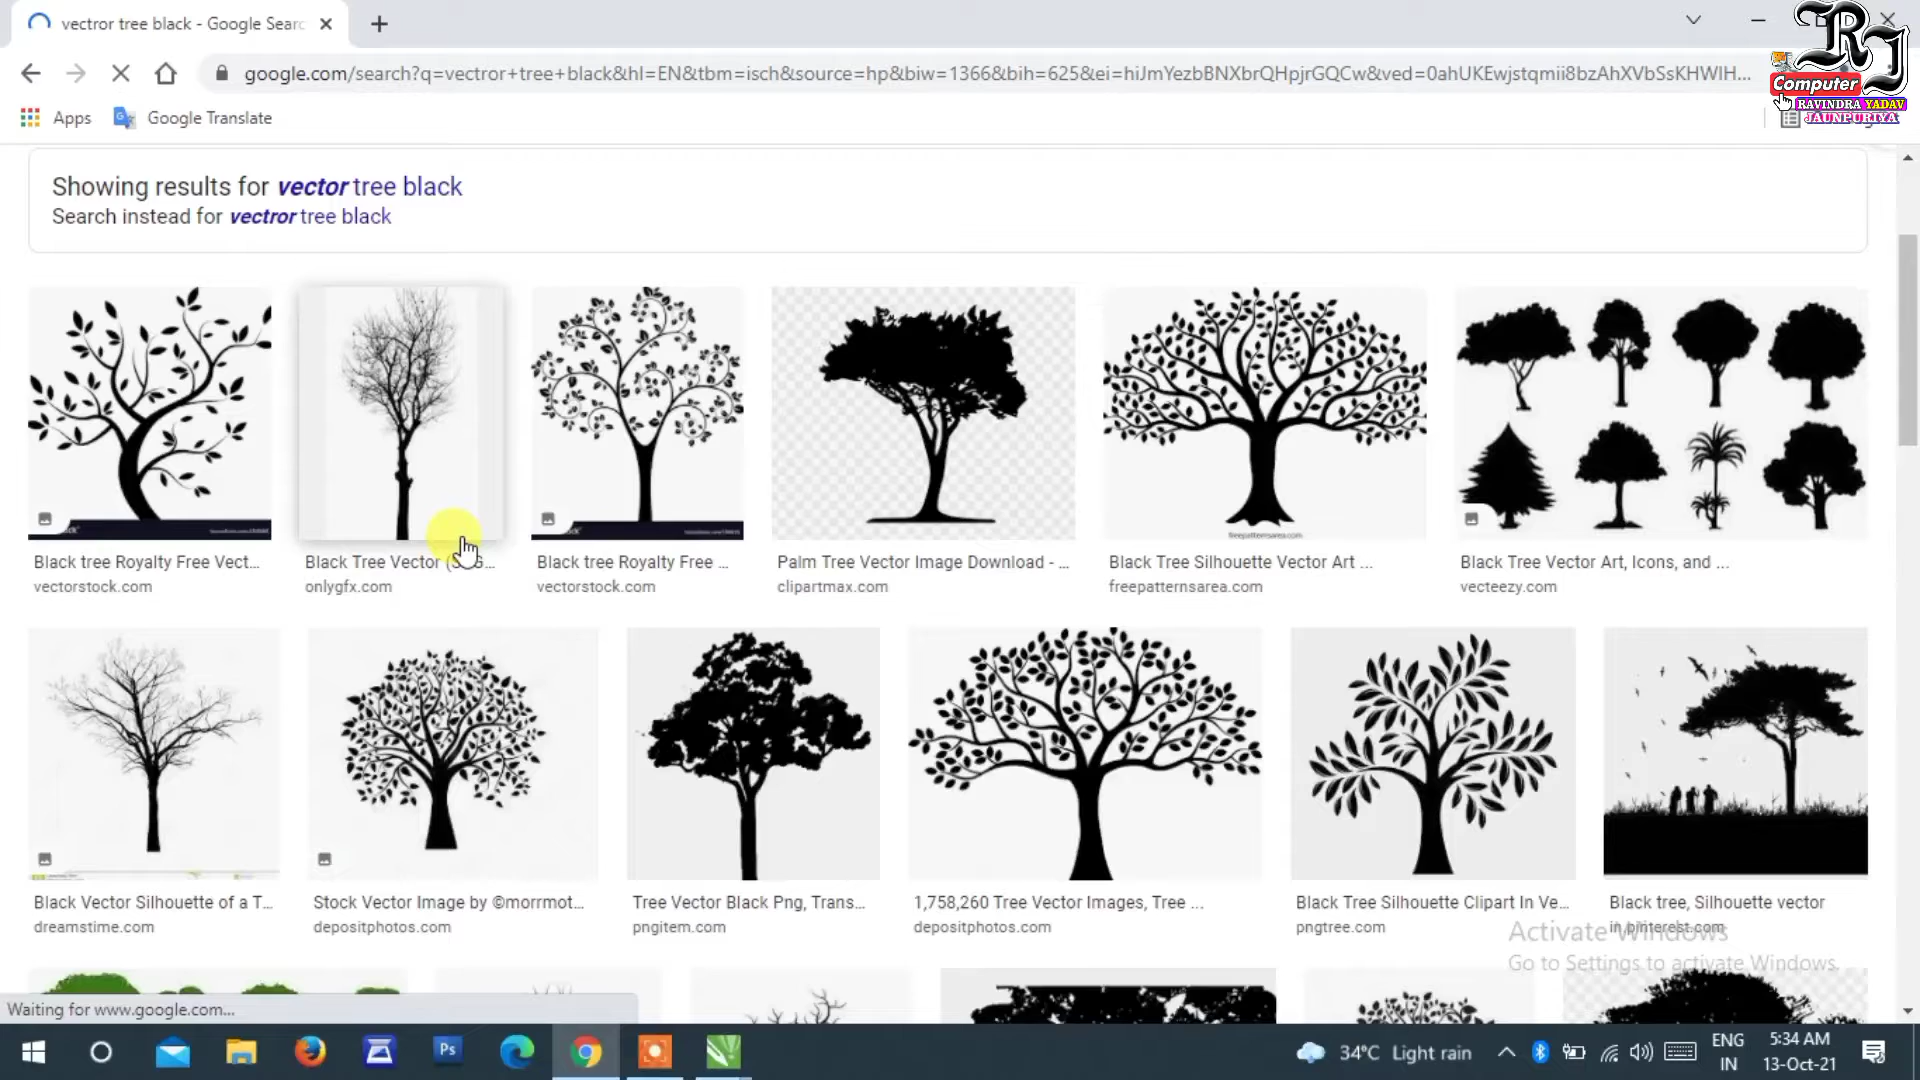 vectror tree black - Google Searc
google.com/search?q=vectror+tree+black&hl=EN&tbm=isch&source=hp&biw=1366&bih=625&ei=hiJmYezbBNXbrQHpjrGQCw&ved=0ahUKEwjstqmii8bzAhXVbSsKHWIH...
RJ
Computer
RAVINDRA YADAV
JAUNPURIYA
Apps
Google Translate
Showing results for vector tree black
Search instead for vectror tree black
freepatternsarea.com
Black tree Royalty Free Vect...
Black Tree Vector (
Black tree Royalty Free ...
Palm Tree Vector Image Download - ...
Black Tree Silhouette Vector Art ...
Black Tree Vector Art, Icons, and ...
vectorstock.com
onlygfx.com
vectorstock.com
clipartmax.com
freepatternsarea.com
vecteezy.com
Black Vector Silhouette of a T...
Stock Vector Image by ©morrmot...
Tree Vector Black Png, Trans...
1,758,260 Tree Vector Images, Tree ...
Black Tree Silhouette Clipart In Ve...
Black tree, Silhouette vector
dreamstime.com
depositphotos.com
pngitem.com
depositphotos.com
pngtree.com
in.pinterest.com
Activate Windows
Go to Settings to activate Windows.
Waiting for www.google.com...
Ps
34°C Light rain
ENG
IN
5:34 AM
13-Oct-21